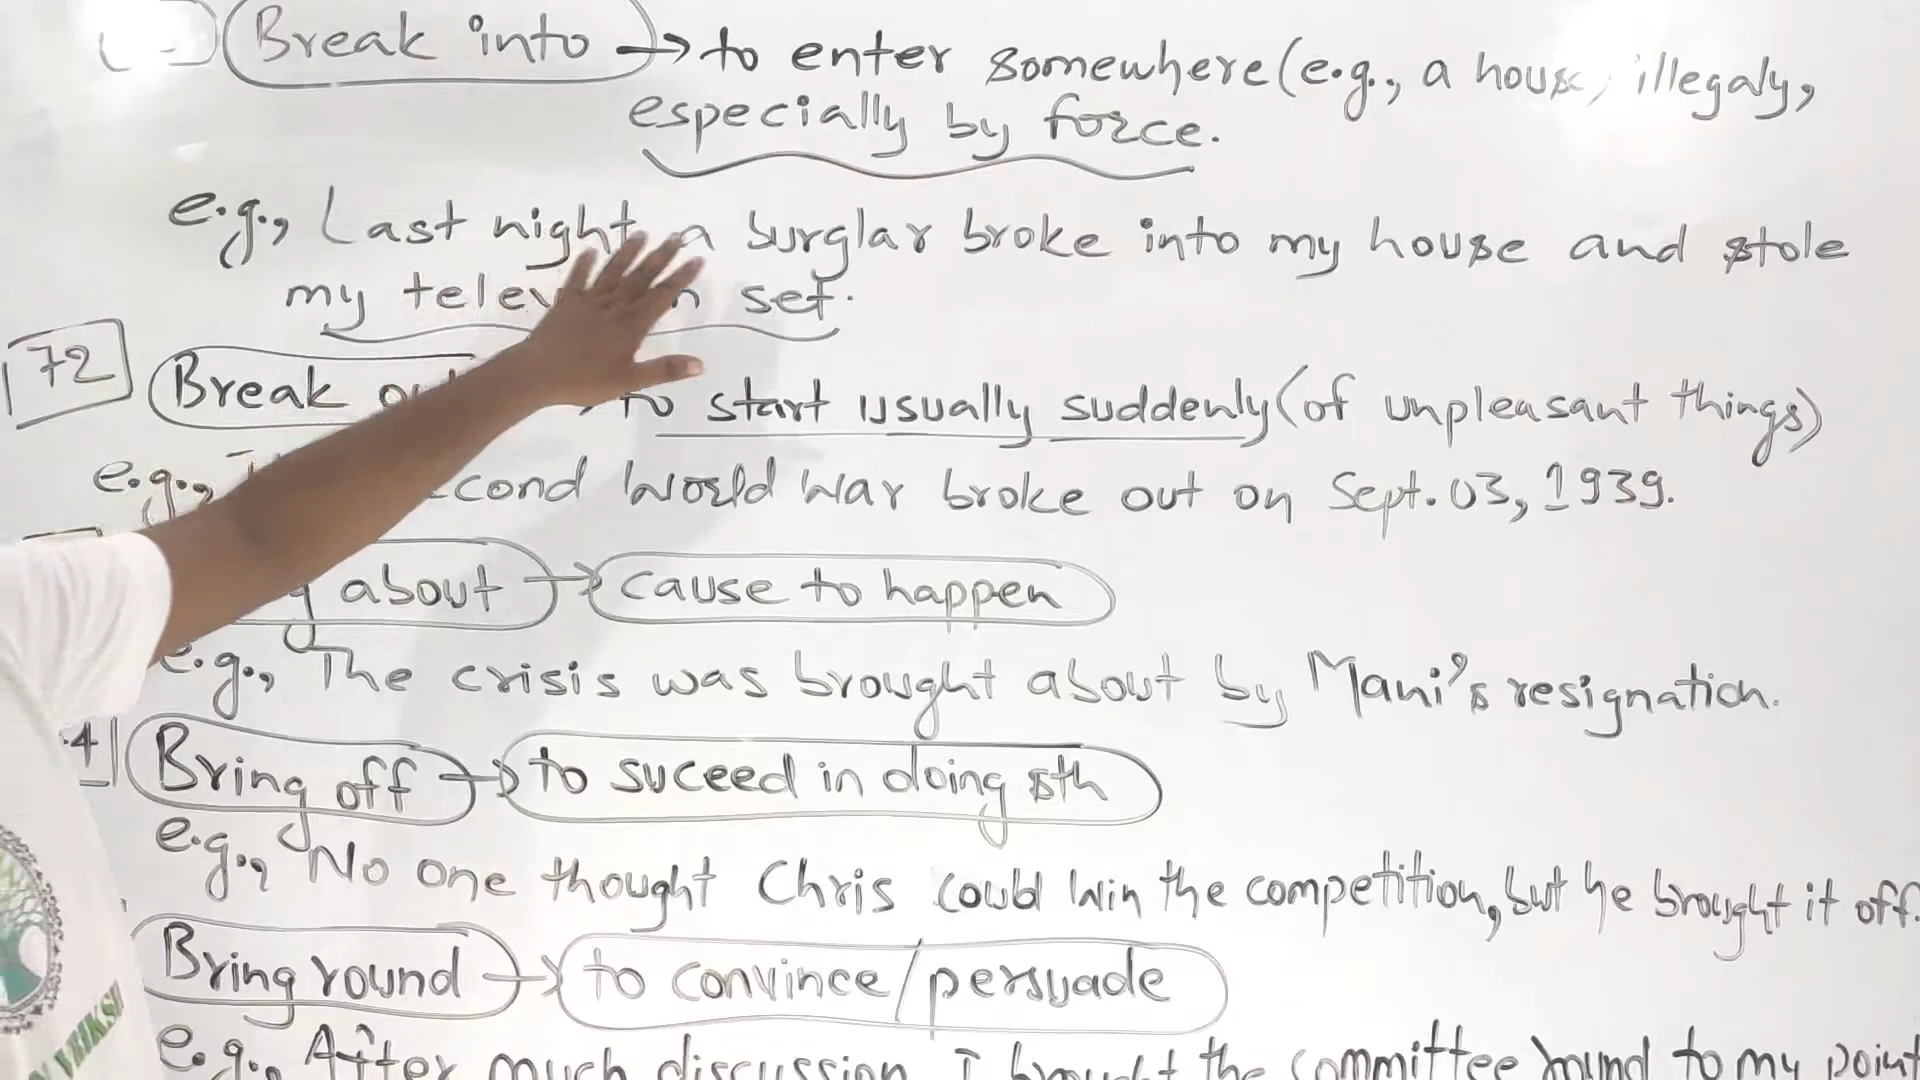 Break into → to enter somewhere (e.g., a house, illegaly,
especially by force.
e.g., Last night a burglar broke into my house and stole
my set.
72 Break → to start usually suddenly (of unpleasant things)
e.g., World War broke out on Sept. 03, 1939.
about → cause to happen
e.g., The crisis was brought about by Mani's resignation.
4 Bring off → to suceed in doing sth
e.g., No one thought Chris could win the competition, but he brought it off.
Bring round → to convince/persuade
e.g., After much discussion, I brought the committee round to my point